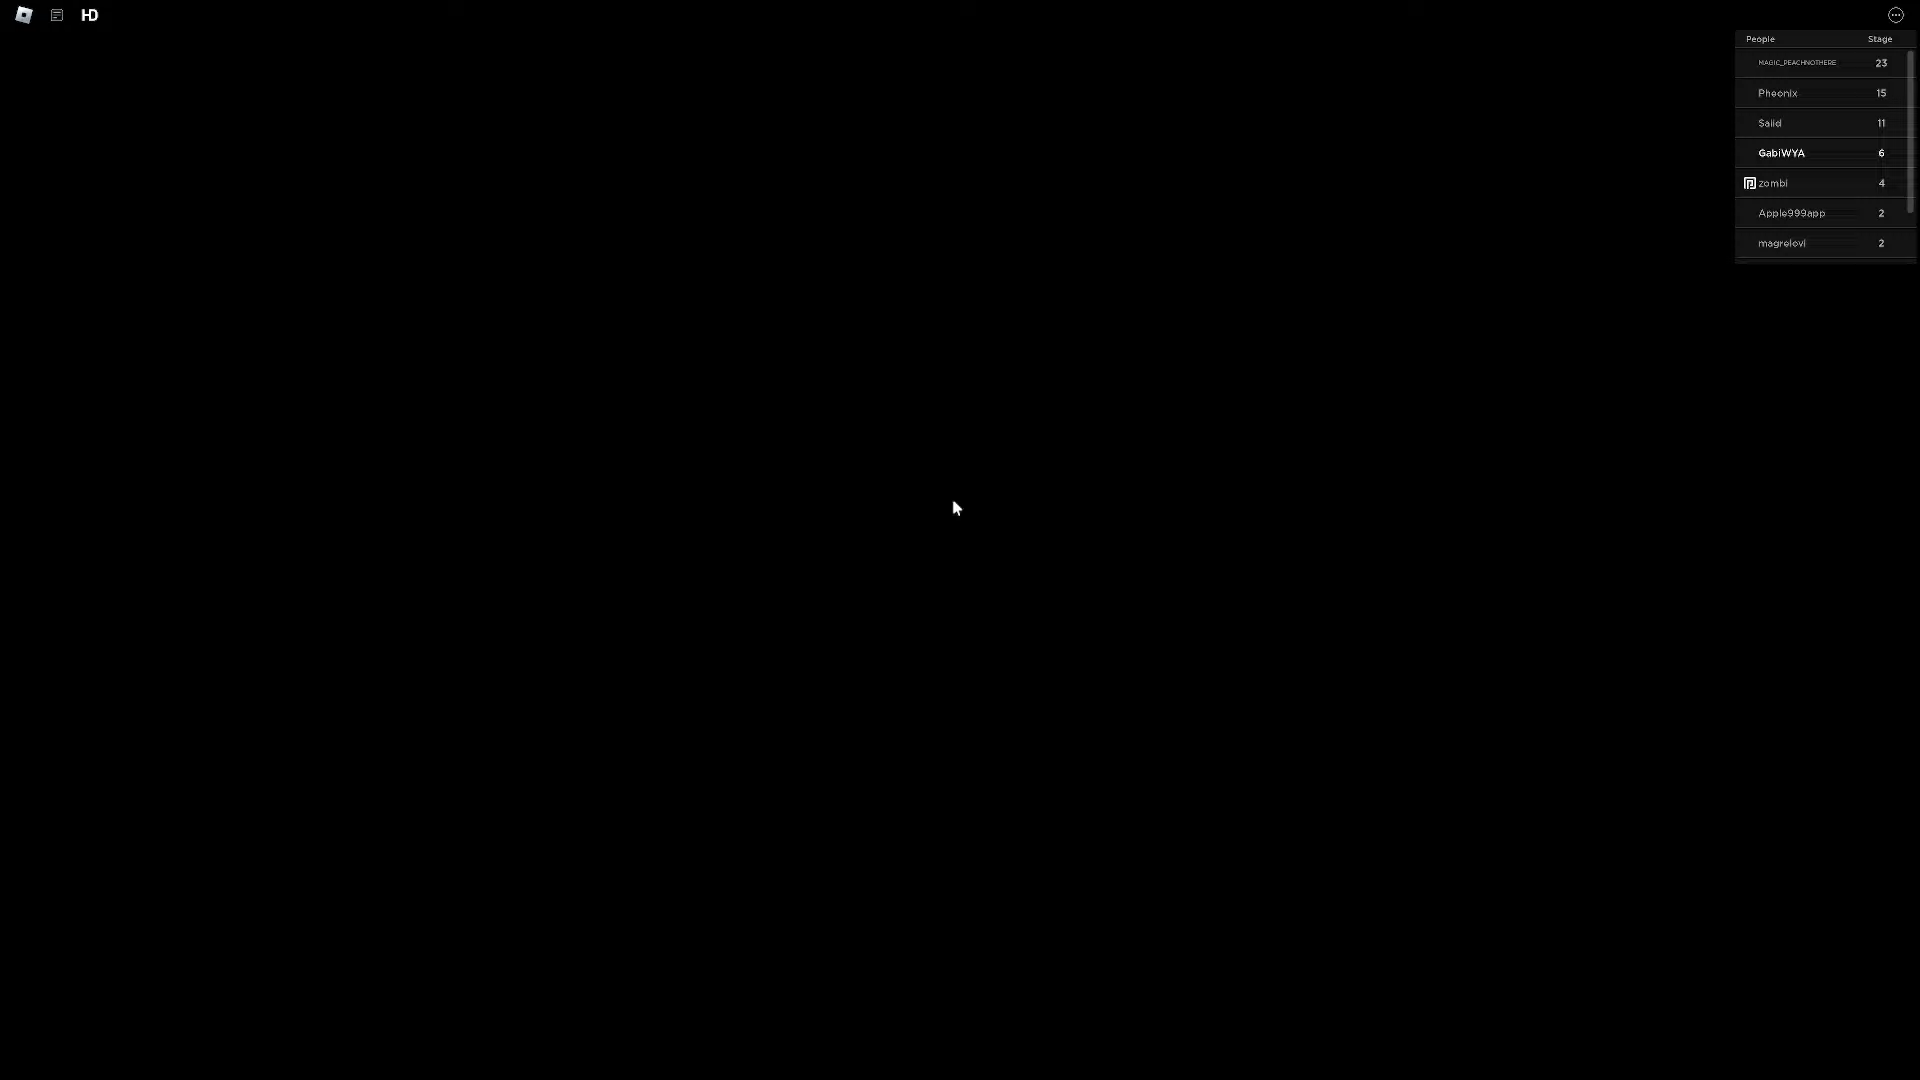 HD
People Stage
MAGIC_PEACHNOTHERE 23
Pheonix 15
Saiid 11
GabiWYA 6
zombi 4
Apple999app 2
magrelovi 2